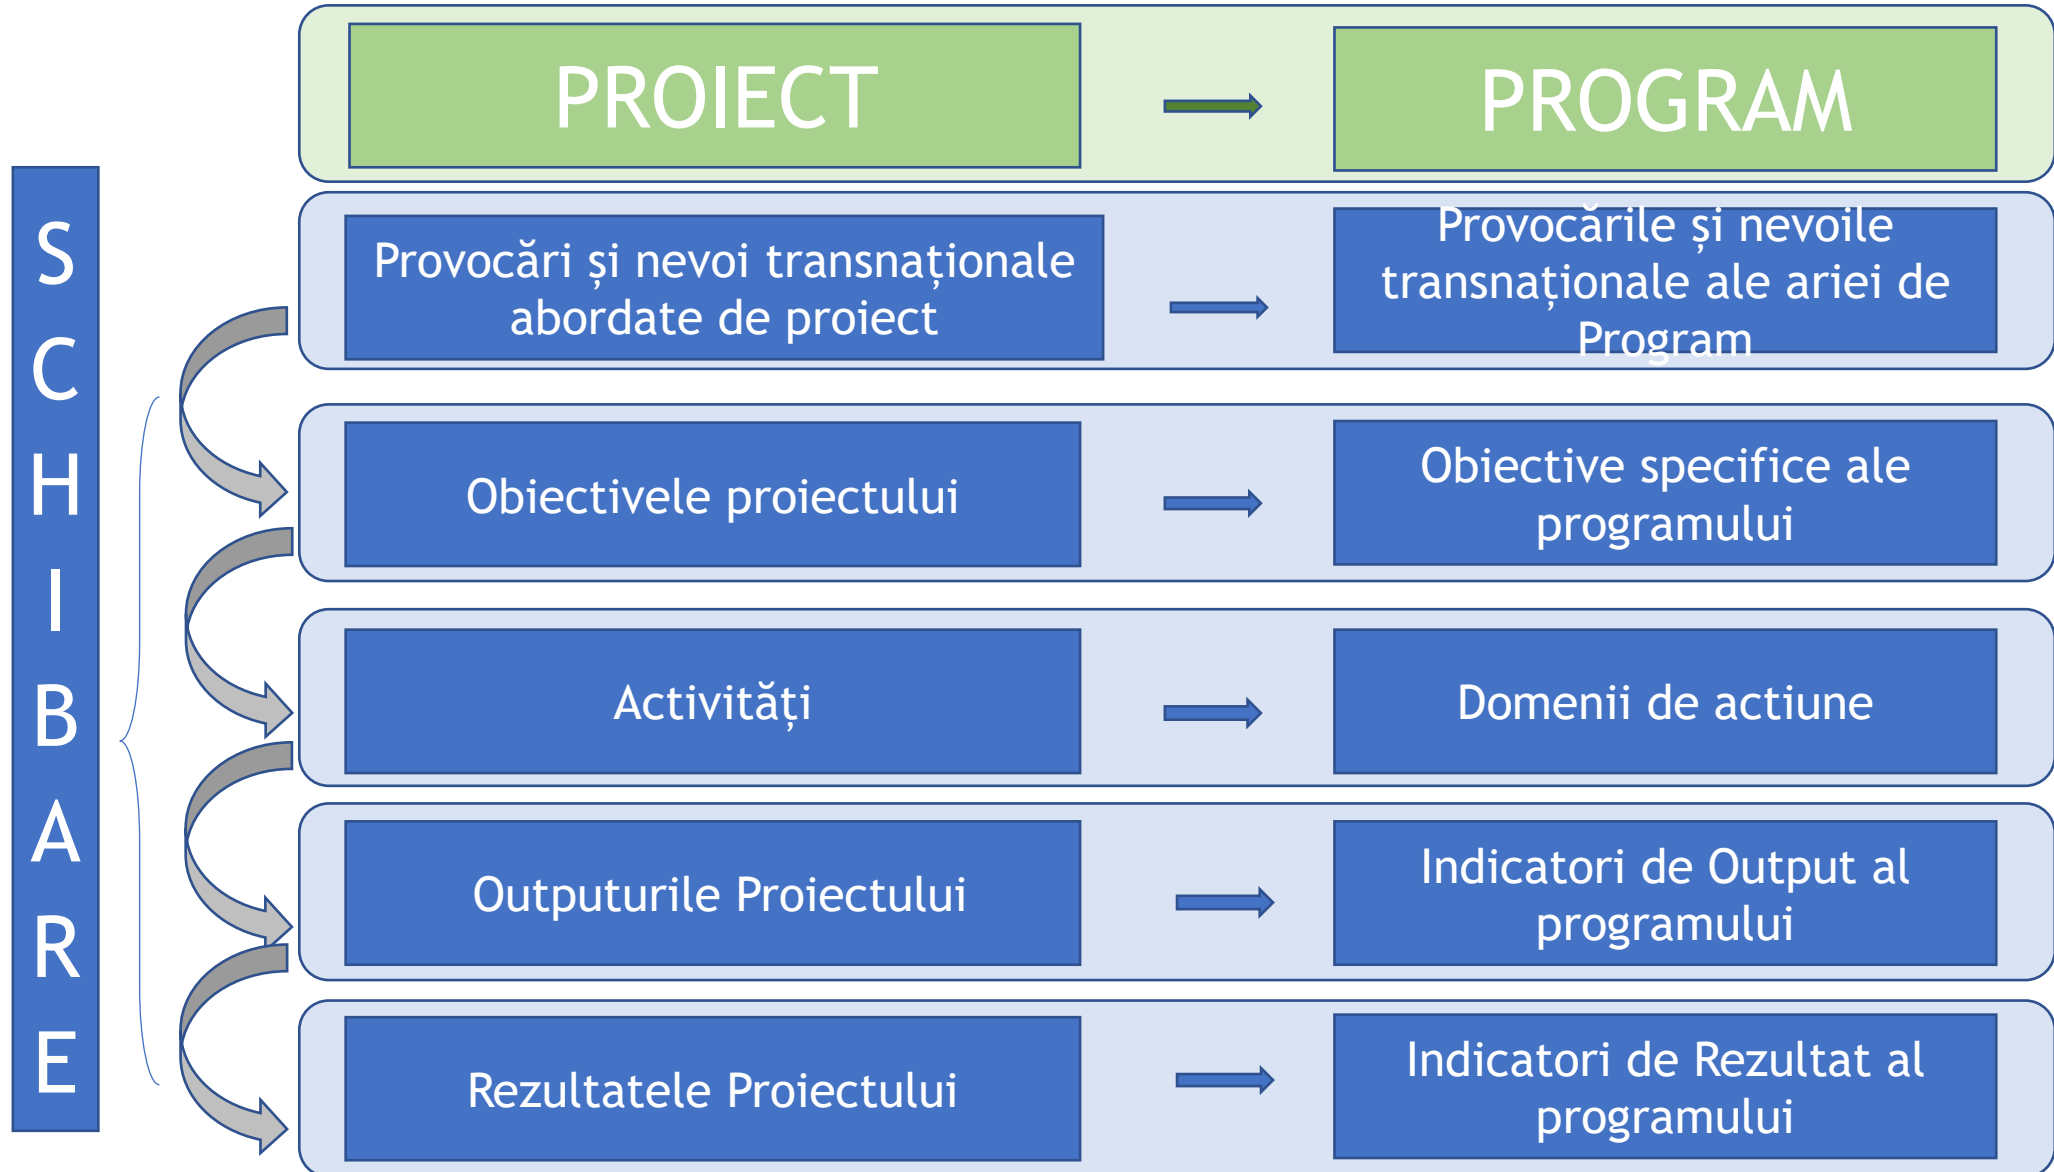 PROIECT
PROGRAM
SCHIBARE
Provocări și nevoi transnaționale
abordate de proiect
Provocările și nevoile
transnaționale ale ariei de
Program
Obiectivele proiectului
Obiective specifice ale
programului
Activități
Domenii de actiune
Outputurile Proiectului
Indicatori de Output al
programului
Rezultatele Proiectului
Indicatori de Rezultat al
programului